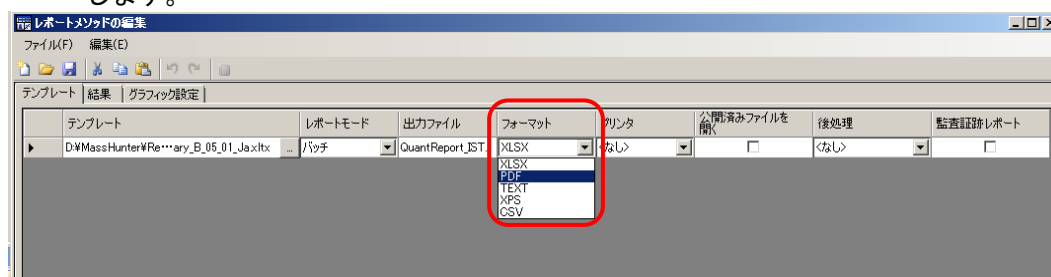 します。
レポートメソッドの編集
ファイル(F) 編集(E)
テンプレート 結果 グラフィック設定
テンプレート レポートモード 出力ファイル フォーマット プリンタ 公開済みファイルを開く 後処理 監査証跡レポート
D:¥MassHunter¥Re…ary_B_05_01_Ja.xltx ... バッチ QuantReport_IST. XLSX <なし> <なし>
XLSX
PDF
TEXT
XPS
CSV